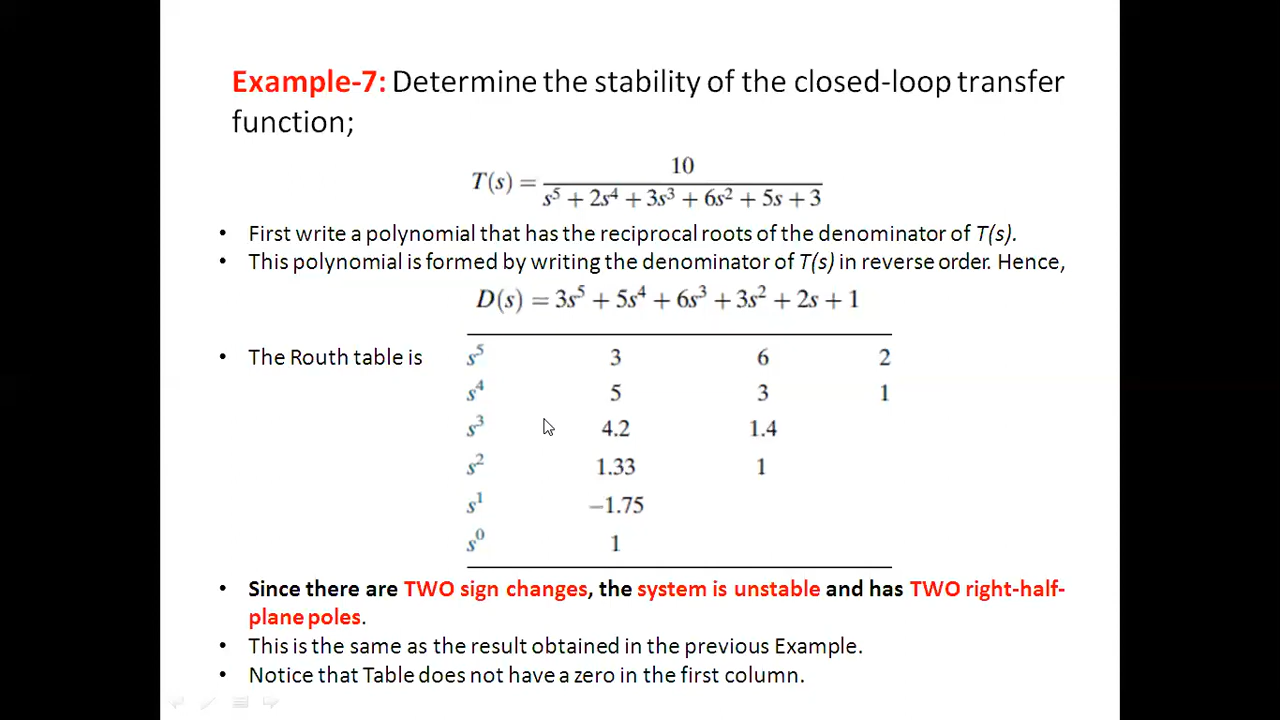 Example-7: Determine the stability of the closed-loop transfer
function;
T(s) = 10 / (s⁵ + 2s⁴ + 3s³ + 6s² + 5s + 3)
• First write a polynomial that has the reciprocal roots of the denominator of T(s).
• This polynomial is formed by writing the denominator of T(s) in reverse order. Hence,
D(s) = 3s⁵ + 5s⁴ + 6s³ + 3s² + 2s + 1
• The Routh table is s⁵ 3 6 2
s⁴ 5 3 1
s³ 4.2 1.4
s² 1.33 1
s¹ −1.75
s⁰ 1
• Since there are TWO sign changes, the system is unstable and has TWO right-half-
plane poles.
• This is the same as the result obtained in the previous Example.
• Notice that Table does not have a zero in the first column.